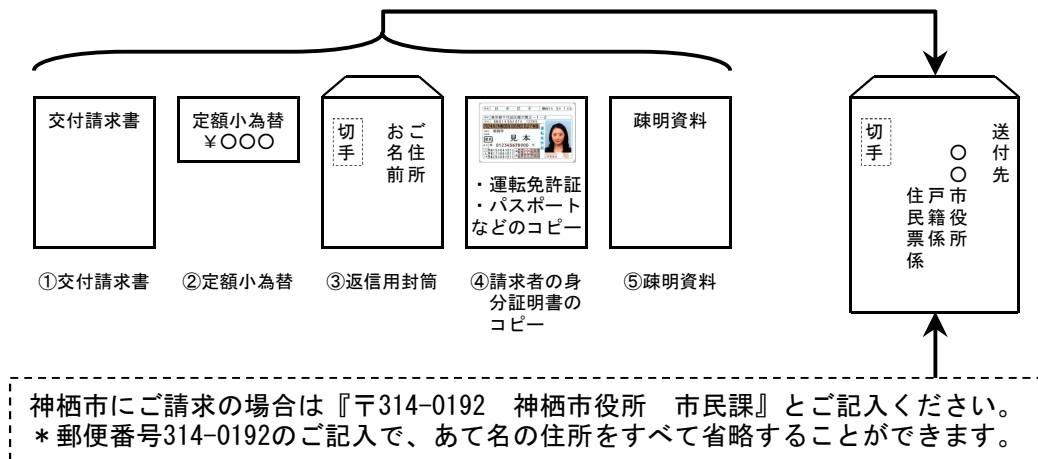 交付請求書
定額小為替
¥〇〇〇
切手
ご住所
お名前
見本
・運転免許証
・パスポート
などのコピー
疎明資料
切手
送付先
〇〇市役所
戸籍係
住民票係
①交付請求書
②定額小為替
③返信用封筒
④請求者の身
分証明書の
コピー
⑤疎明資料
神栖市にご請求の場合は『〒314-0192　神栖市役所　市民課』とご記入ください。
＊郵便番号314-0192のご記入で、あて名の住所をすべて省略することができます。